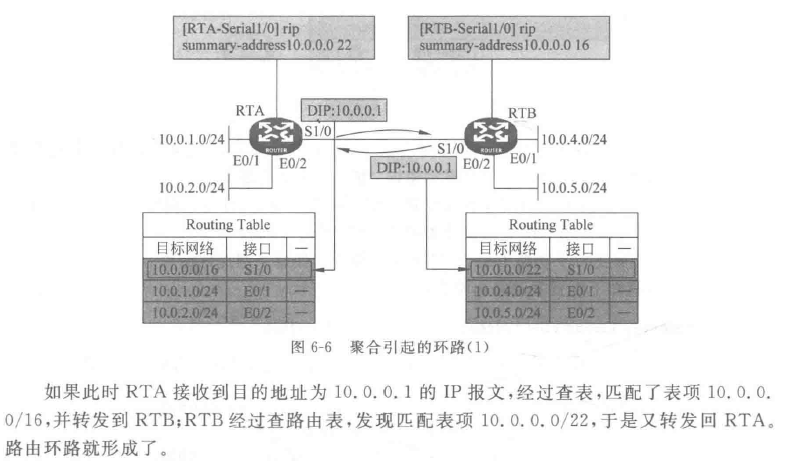 [RTA-Serial1/0] rip
summary-address10.0.0.0 22
[RTB-Serial1/0] rip
summary-address10.0.0.0 16
RTA
DIP:10.0.0.1
RTB
S1/0
10.0.1.0/24
10.0.4.0/24
S1/0
E0/1
E0/2
ROUTER
DIP:10.0.0.1
E0/2
E0/1
ROUTER
10.0.2.0/24
10.0.5.0/24
Routing Table
目标网络 接口 —
10.0.0.0/16 S1/0
10.0.1.0/24 E0/1 —
10.0.2.0/24 E0/2 —
Routing Table
目标网络 接口 —
10.0.0.0/22 S1/0
10.0.4.0/24 E0/1 —
10.0.5.0/24 E0/2 —
图 6-6 聚合引起的环路(1)
如果此时 RTA 接收到目的地址为 10.0.0.1 的 IP 报文,经过查表,匹配了表项 10.0.0.
0/16,并转发到 RTB;RTB 经过查路由表,发现匹配表项 10.0.0.0/22,于是又转发回 RTA。
路由环路就形成了。